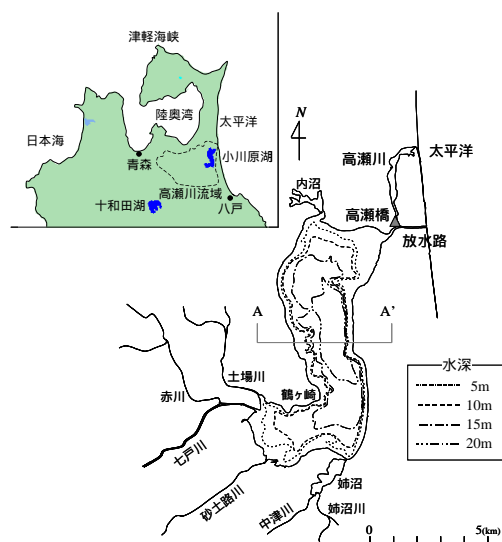 津軽海峡
陸奥湾
太平洋
日本海
青森
小川原湖
高瀬川流域
十和田湖
八戸
N
高瀬川
太平洋
内沼
高瀬橋
放水路
A
A'
水深
5m
10m
15m
20m
土場川
鶴ヶ崎
赤川
七戸川
砂土路川
姉沼
中津川
姉沼川
0
5(km)